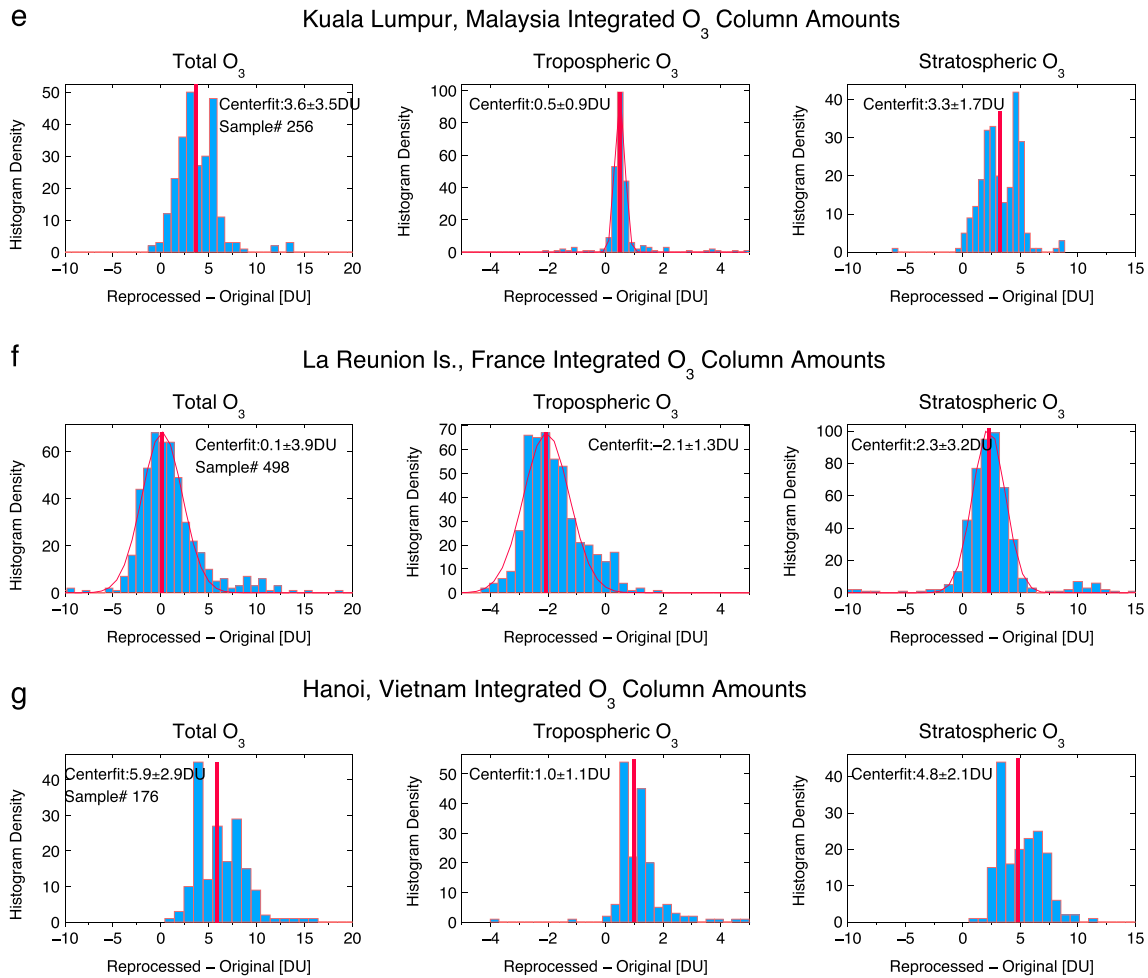 e
Kuala Lumpur, Malaysia Integrated O3 Column Amounts
Total O3
Tropospheric O3
Stratospheric O3
Centerfit:3.6±3.5DU
Sample# 256
Centerfit:0.5±0.9DU
Centerfit:3.3±1.7DU
Histogram Density
50
40
30
20
10
0
−10 −5 0 5 10 15 20
Reprocessed − Original [DU]
Histogram Density
100
80
60
40
20
0
−4 −2 0 2 4
Reprocessed − Original [DU]
Histogram Density
40
30
20
10
0
−10 −5 0 5 10 15
Reprocessed − Original [DU]
f
La Reunion Is., France Integrated O3 Column Amounts
Total O3
Tropospheric O3
Stratospheric O3
Centerfit:0.1±3.9DU
Sample# 498
Centerfit:−2.1±1.3DU
Centerfit:2.3±3.2DU
Histogram Density
60
40
20
0
−10 −5 0 5 10 15 20
Reprocessed − Original [DU]
Histogram Density
70
60
50
40
30
20
10
0
−4 −2 0 2 4
Reprocessed − Original [DU]
Histogram Density
100
80
60
40
20
0
−10 −5 0 5 10 15
Reprocessed − Original [DU]
g
Hanoi, Vietnam Integrated O3 Column Amounts
Total O3
Tropospheric O3
Stratospheric O3
Centerfit:5.9±2.9DU
Sample# 176
Centerfit:1.0±1.1DU
Centerfit:4.8±2.1DU
Histogram Density
40
30
20
10
0
−10 −5 0 5 10 15 20
Reprocessed − Original [DU]
Histogram Density
50
40
30
20
10
0
−4 −2 0 2 4
Reprocessed − Original [DU]
Histogram Density
40
30
20
10
0
−10 −5 0 5 10 15
Reprocessed − Original [DU]